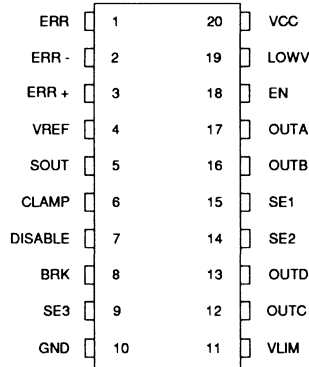 ERR 1 20 VCC
ERR - 2 19 LOWV
ERR + 3 18 EN
VREF 4 17 OUTA
SOUT 5 16 OUTB
CLAMP 6 15 SE1
DISABLE 7 14 SE2
BRK 8 13 OUTD
SE3 9 12 OUTC
GND 10 11 VLIM